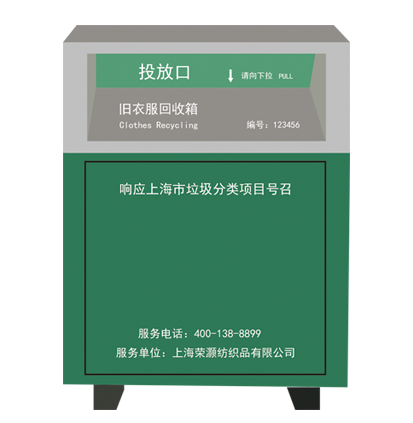 投放口 请向下拉 PULL
旧衣服回收箱
Clothes Recycling 编号：123456
响应上海市垃圾分类项目号召
服务电话：400-138-8899
服务单位：上海荣灏纺织品有限公司